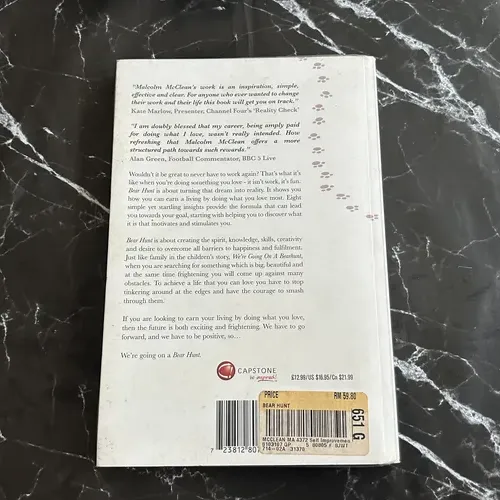 "Malcolm McClean's work is an inspiration, simple,
effective and clear. For anyone who ever wanted to change
their work and their life this book will get you on track."
Kate Marlow, Presenter, Channel Four's 'Reality Check'
"I am doubly blessed that my career, being amply paid
for doing what I love, wasn't really intended. How
refreshing that Malcolm McClean offers a more
structured path towards such rewards."
Alan Green, Football Commentator, BBC 5 Live
Wouldn't it be great to never have to work again? That's what it's
like when you're doing something you love - it isn't work, it's fun.
Bear Hunt is about turning that dream into reality. It shows you
how you can earn a living by doing what you love most. Eight
simple yet startling insights provide the formula that can lead
you towards your goal, starting with helping you to discover what
it is that motivates and stimulates you.
Bear Hunt is about creating the spirit, knowledge, skills, creativity
and desire to overcome all barriers to happiness and fulfilment.
Just like family in the children's story, We're Going On A Bearhunt,
when you are searching for something which is big, beautiful and
at the same time frightening you will come up against many
obstacles. To achieve a life that you can love you have to stop
tinkering around at the edges and have the courage to smash
through them.
If you are looking to earn your living by doing what you love,
then the future is both exciting and frightening. We have to go
forward, and we have to be positive, so…
We're going on a Bear Hunt.
CAPSTONE
£12.99/US $19.95/Cn $21.99
PRICE RM 59.80
BEAR HUNT
651 G
MCCLEAN MA 4372 Self Improvemen
714-02A 31370